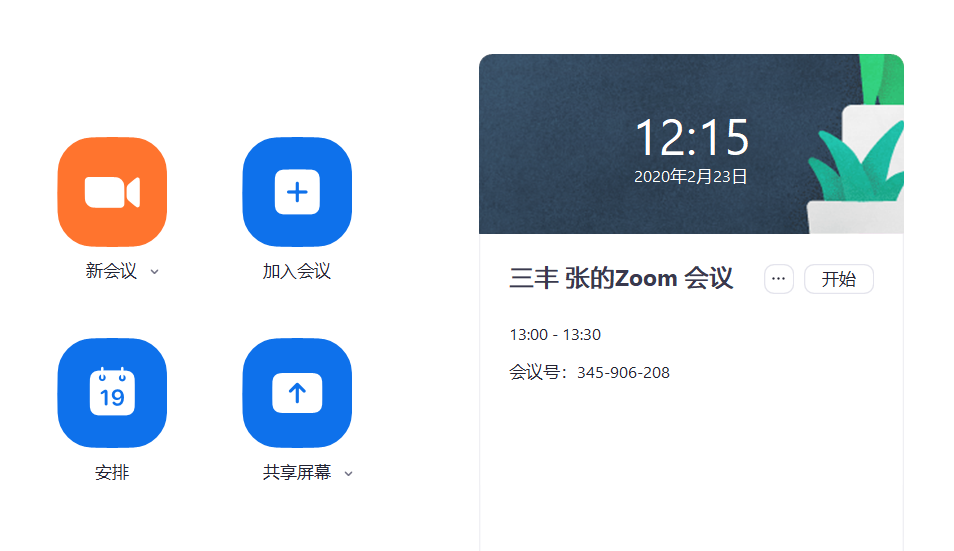 新会议
加入会议
19
安排
共享屏幕
12:15
2020年2月23日
三丰 张的Zoom 会议
... 开始
13:00 - 13:30
会议号：345-906-208